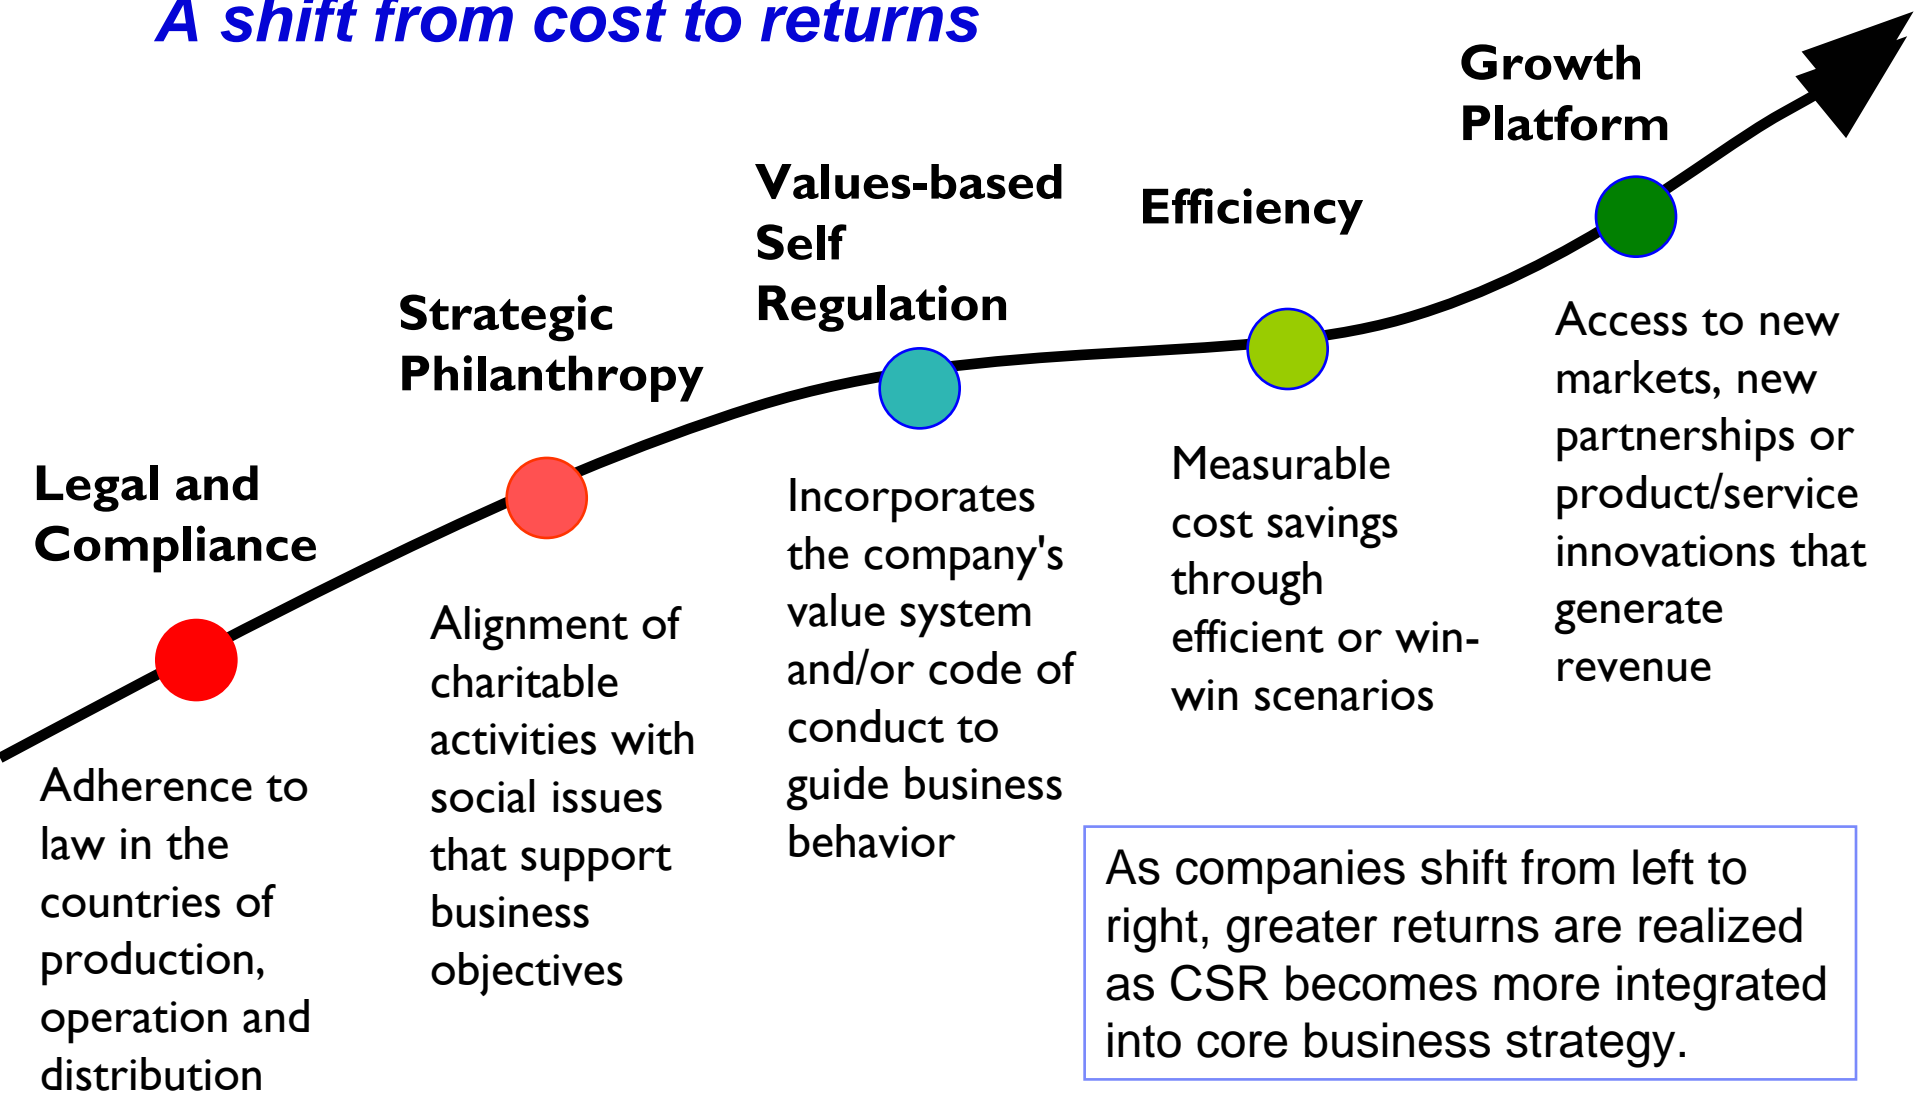 A shift from cost to returns
Legal and
Compliance
Adherence to
law in the
countries of
production,
operation and
distribution
Strategic
Philanthropy
Alignment of
charitable
activities with
social issues
that support
business
objectives
Values-based
Self
Regulation
Incorporates
the company's
value system
and/or code of
conduct to
guide business
behavior
Efficiency
Measurable
cost savings
through
efficient or win-
win scenarios
Growth
Platform
Access to new
markets, new
partnerships or
product/service
innovations that
generate
revenue
As companies shift from left to
right, greater returns are realized
as CSR becomes more integrated
into core business strategy.